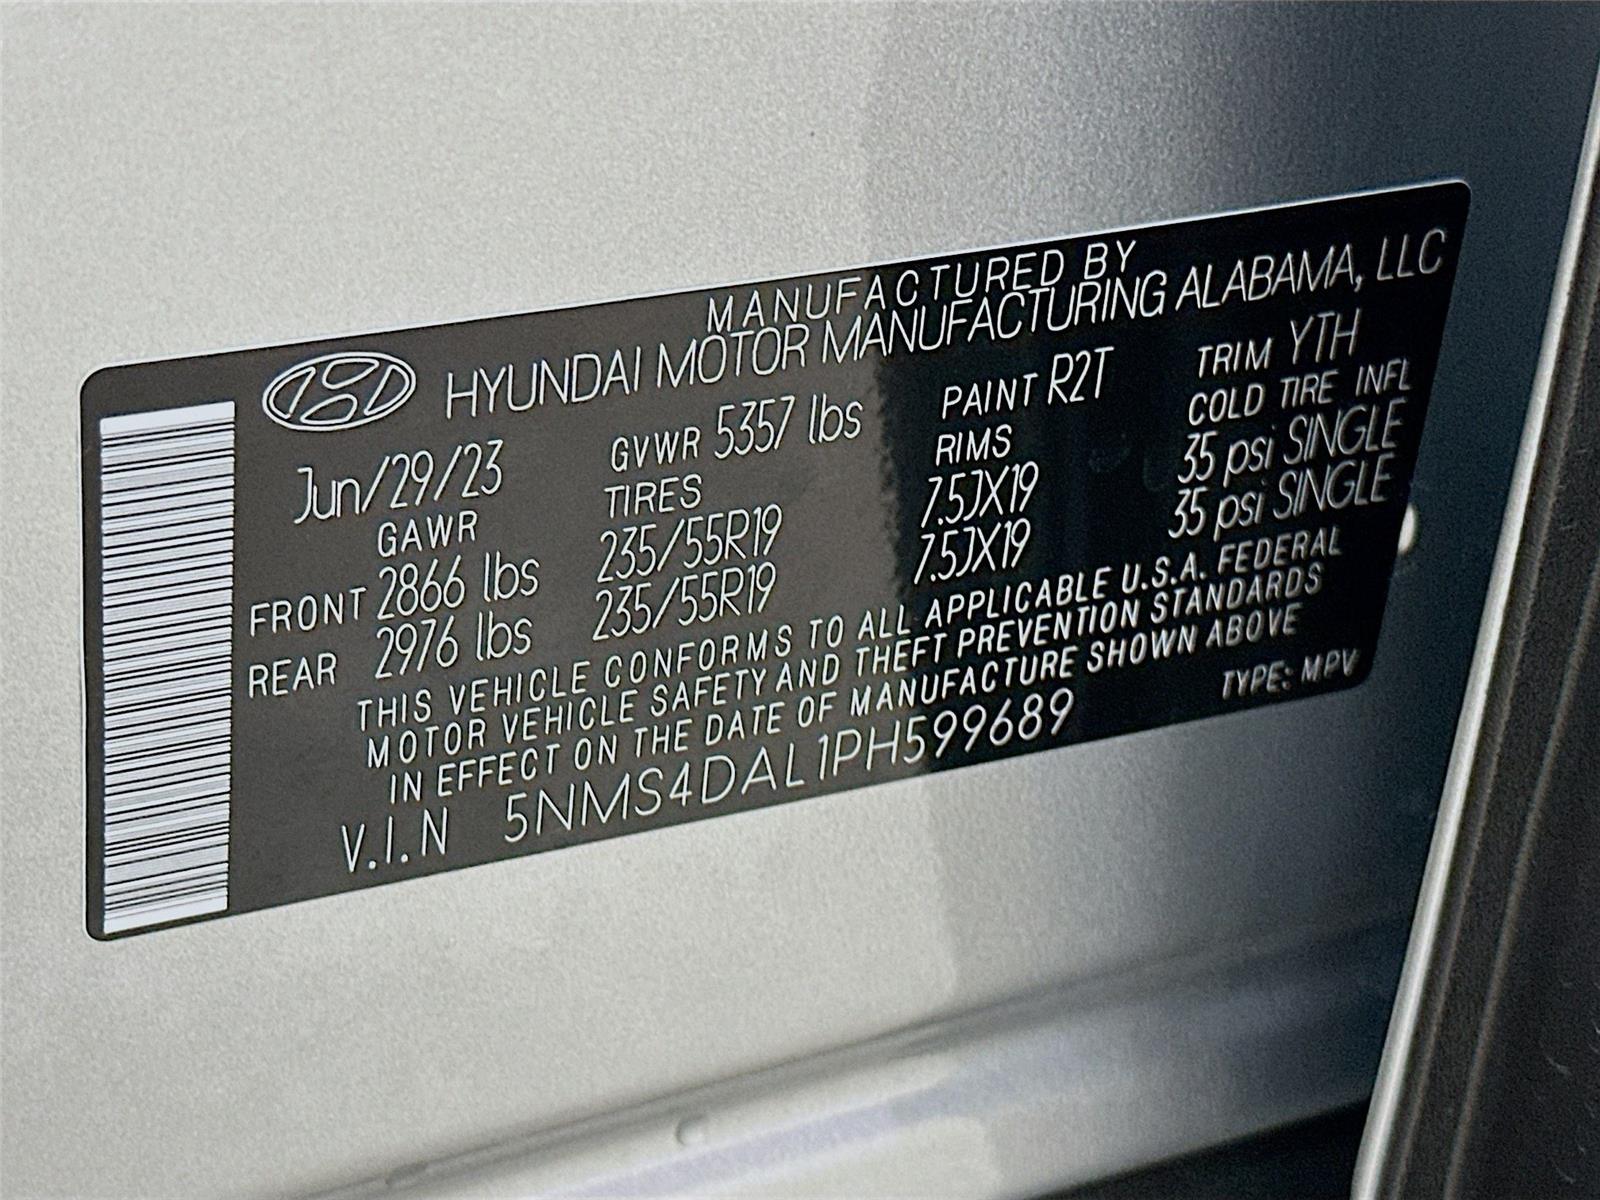 MANUFACTURED BY
HYUNDAI MOTOR MANUFACTURING ALABAMA, LLC
Jun/29/23 GVWR 5357 lbs PAINT R2T TRIM YTH
GAWR TIRES RIMS COLD TIRE INFL
FRONT 2866 lbs 235/55R19 7.5JX19 35 psi SINGLE
REAR 2976 lbs 235/55R19 7.5JX19 35 psi SINGLE
THIS VEHICLE CONFORMS TO ALL APPLICABLE U.S.A. FEDERAL
MOTOR VEHICLE SAFETY AND THEFT PREVENTION STANDARDS
IN EFFECT ON THE DATE OF MANUFACTURE SHOWN ABOVE
V.I.N 5NMS4DAL1PH599689 TYPE: MPV